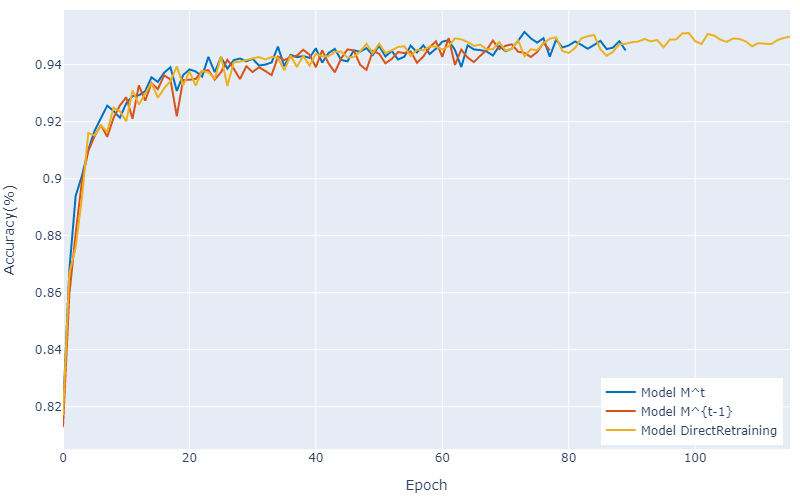 Accuracy(%)
0.94
0.92
0.9
0.88
0.86
0.84
0.82
0
20
40
60
80
100
Epoch
Model M^t
Model M^{t-1}
Model DirectRetraining